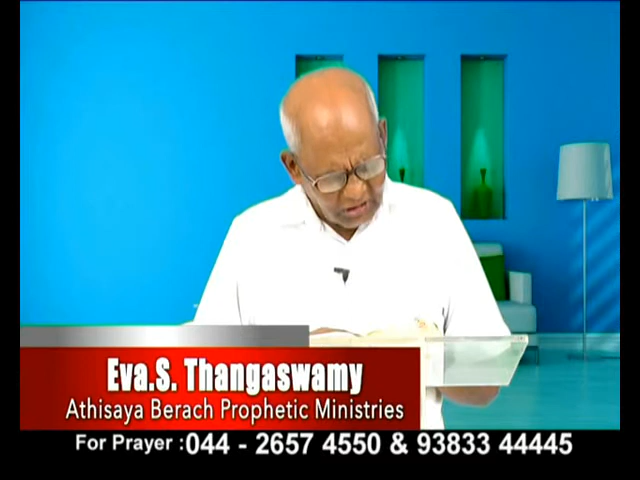 Eva.S. Thangaswamy
Athisaya Berach Prophetic Ministries
For Prayer : 044 - 2657 4550 & 93833 44445